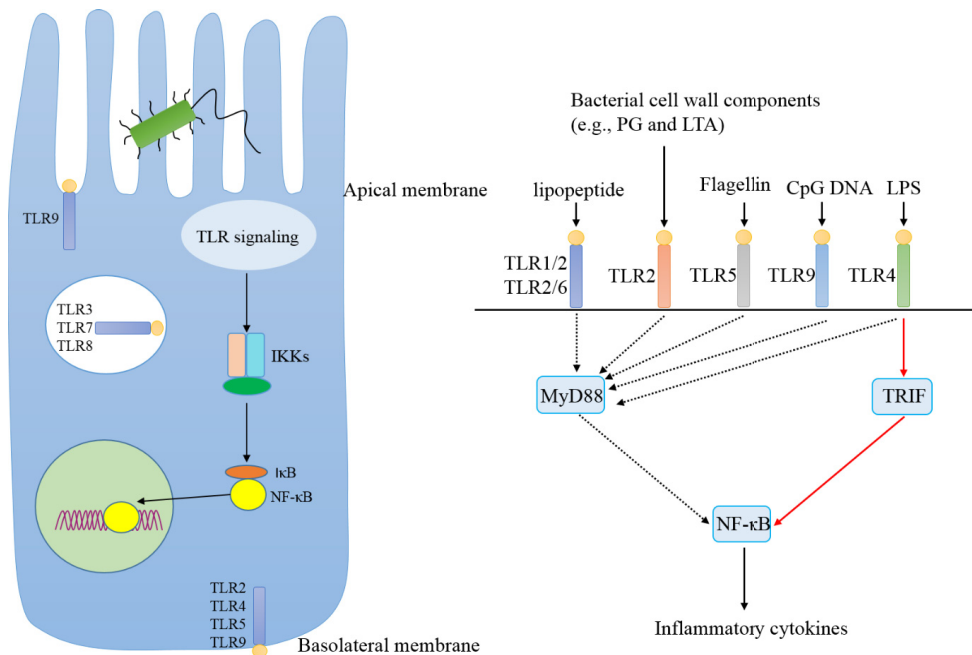 Apical membrane
TLR9
TLR signaling
TLR3
TLR7
TLR8
IKKs
IκB
NF-κB
TLR2
TLR4
TLR5
TLR9
Basolateral membrane
Bacterial cell wall components
(e.g., PG and LTA)
lipopeptide
Flagellin
CpG DNA
LPS
TLR1/2
TLR2/6
TLR2
TLR5
TLR9
TLR4
MyD88
TRIF
NF-κB
Inflammatory cytokines